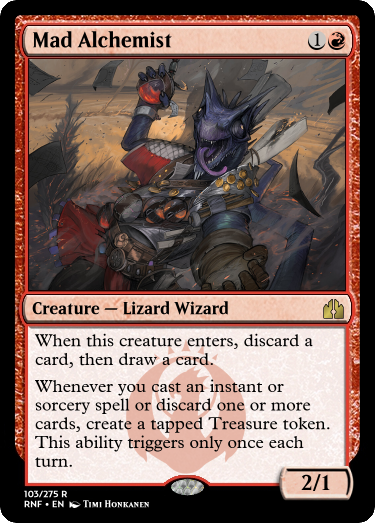 Mad Alchemist 1
Creature — Lizard Wizard
When this creature enters, discard a
card, then draw a card.
Whenever you cast an instant or
sorcery spell or discard one or more
cards, create a tapped Treasure token.
This ability triggers only once each
turn.
2/1
103/275 R
RNF • EN Timi Honkanen